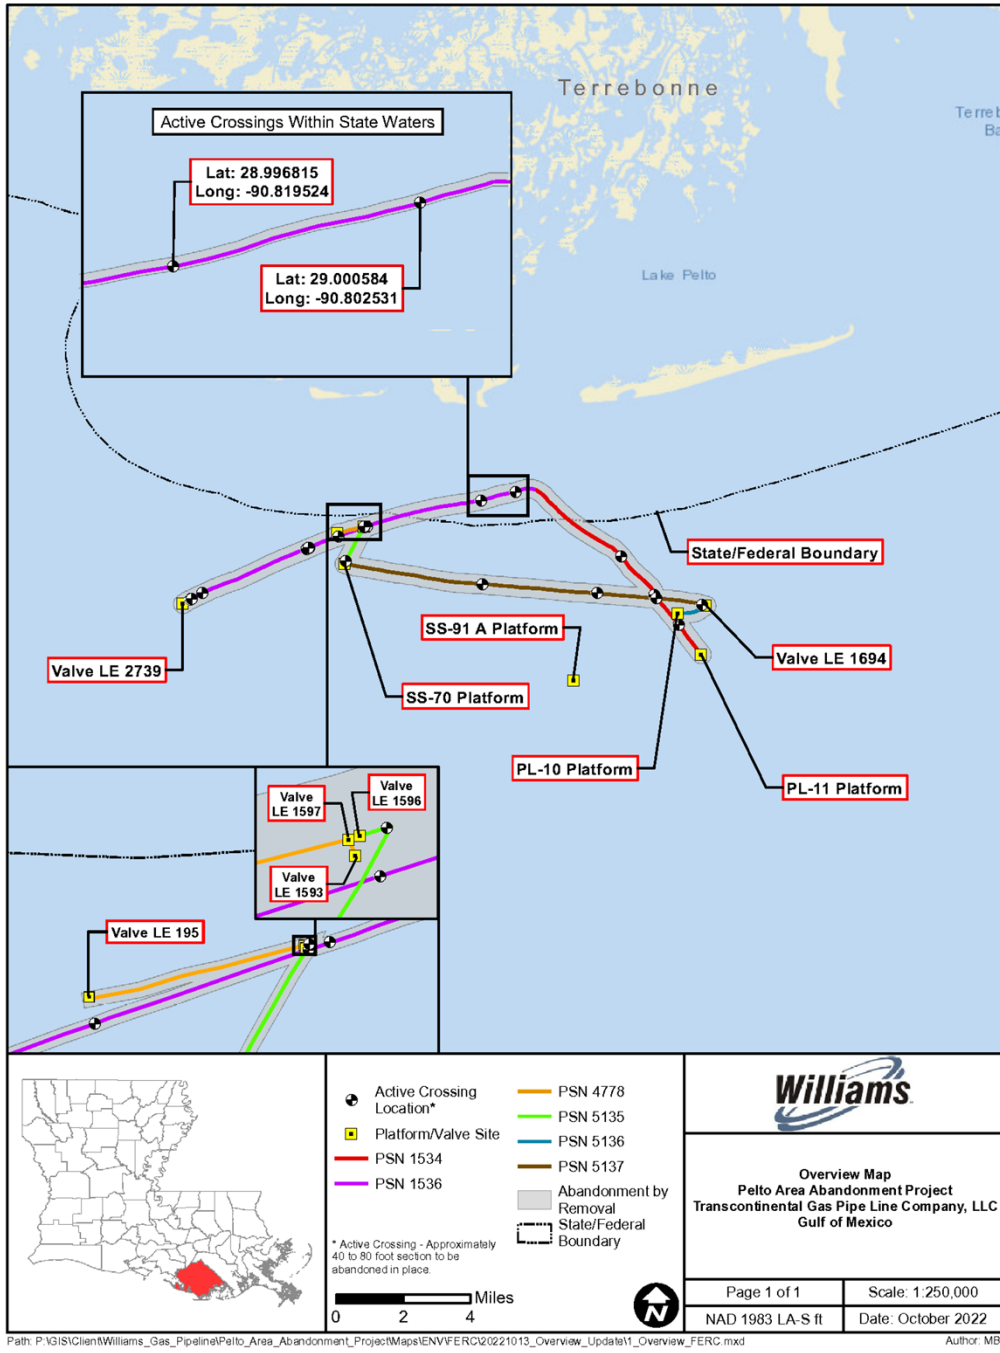 Terrebonne
Active Crossings Within State Waters
Lat: 28.996815
Long: -90.819524
Lat: 29.000584
Long: -90.802531
Lake Pelto
State/Federal Boundary
SS-91 A Platform
Valve LE 2739
Valve LE 1694
SS-70 Platform
PL-10 Platform
PL-11 Platform
Valve
LE 1597
Valve
LE 1596
Valve
LE 1593
Valve LE 195
Active Crossing
Location*
Platform/Valve Site
PSN 1534
PSN 1536
PSN 4778
PSN 5135
PSN 5136
PSN 5137
Abandonment by
Removal
State/Federal
Boundary
* Active Crossing - Approximately
40 to 80 foot section to be
abandoned in place.
Miles
0 2 4
N
Williams
Overview Map
Pelto Area Abandonment Project
Transcontinental Gas Pipe Line Company, LLC
Gulf of Mexico
Page 1 of 1
Scale: 1:250,000
NAD 1983 LA-S ft
Date: October 2022
Path: P:\GIS\Client\Williams_Gas_Pipeline\Pelto_Area_Abandonment_Project\Maps\ENV\FERC\20221013_Overview_Update\1_Overview_FERC.mxd
Author: MB